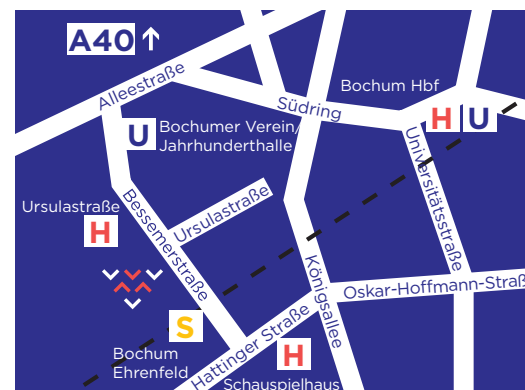 A40 ↑
Alleestraße
Südring
Bochum Hbf
H U
U Bochumer Verein/
Jahrhunderthalle
Universitätsstraße
Ursulastraße
H
Bessemerstraße
Ursulastraße
Königsallee
Oskar-Hoffmann-Straß
S
Bochum
Ehrenfeld
Hattinger Straße
H
Schauspielhaus